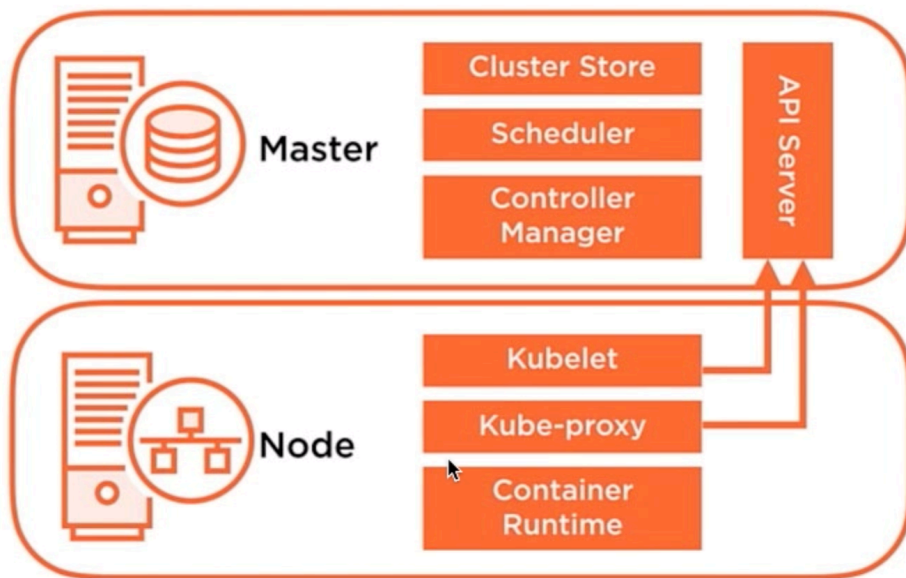 Master
Cluster Store
Scheduler
Controller
Manager
API Server
Node
Kubelet
Kube-proxy
Container
Runtime